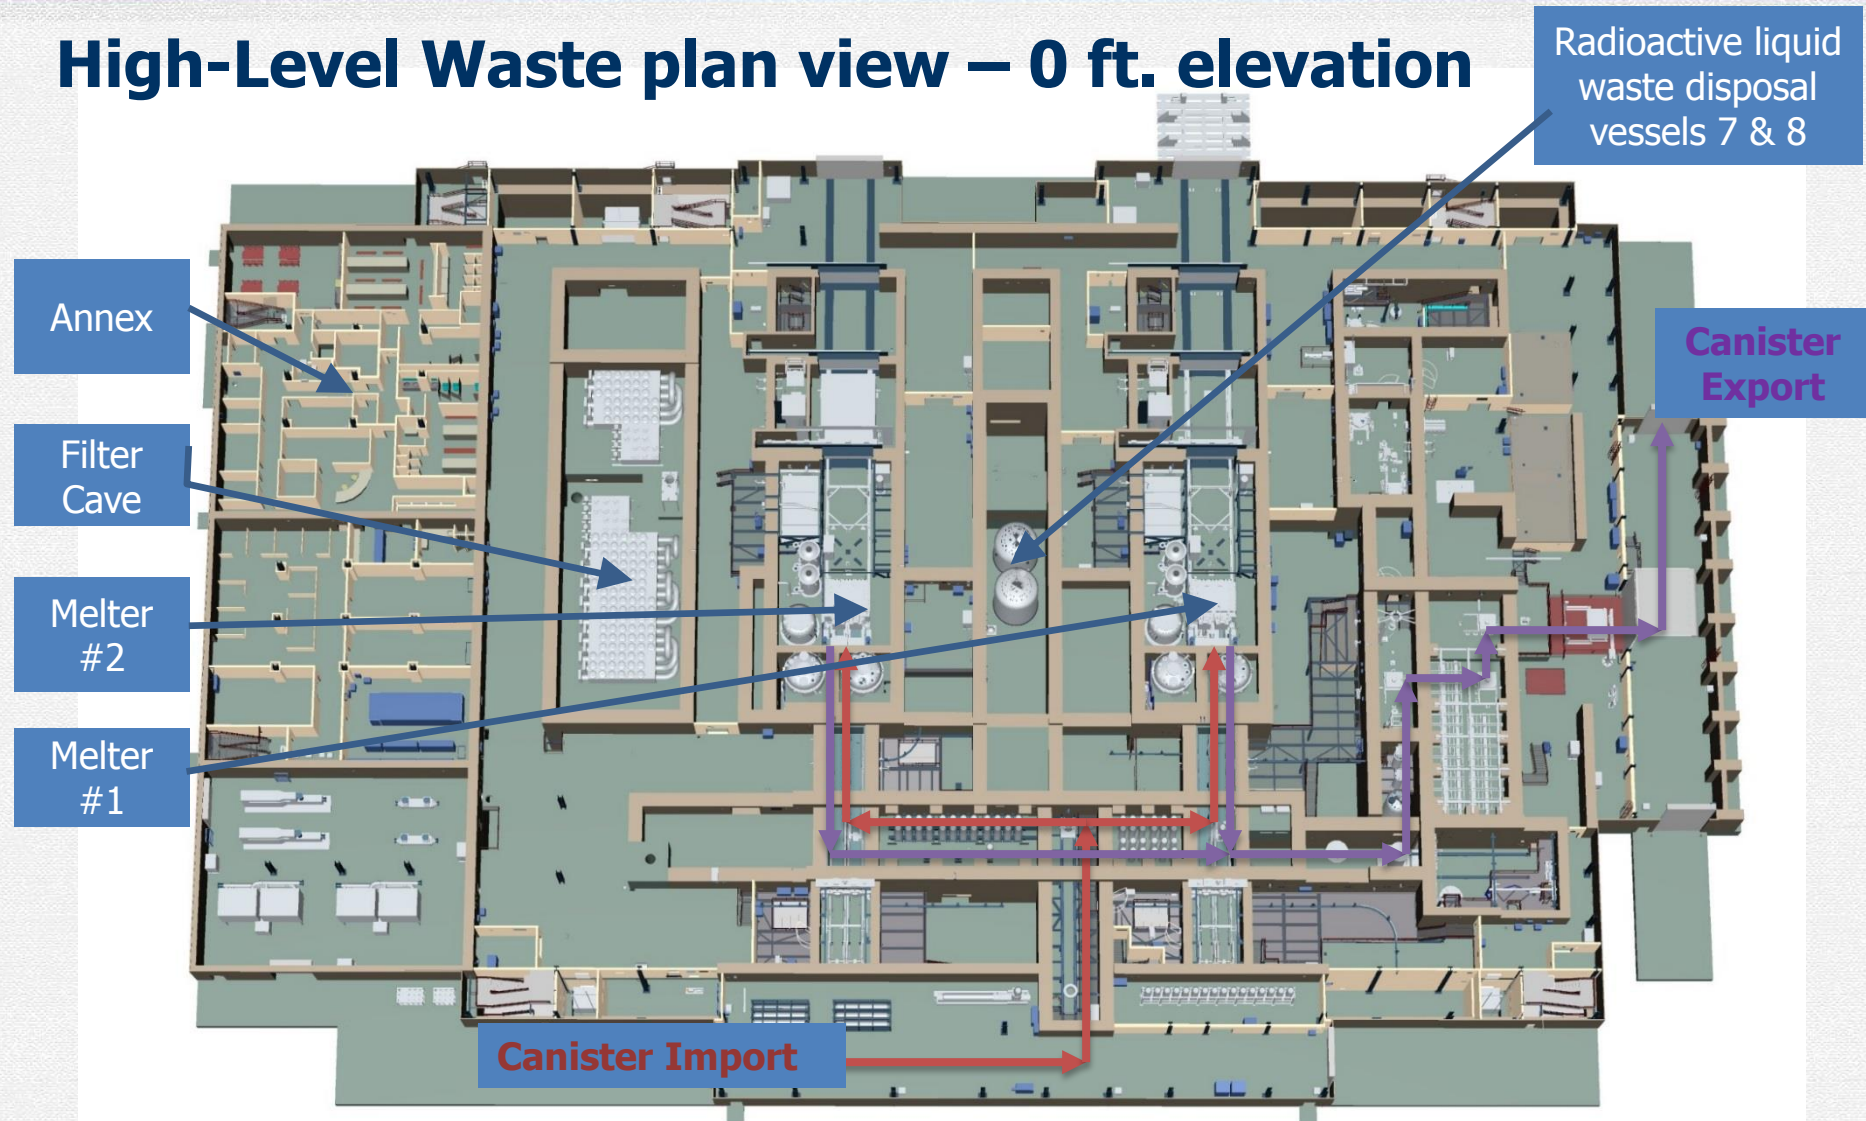 High-Level Waste plan view – 0 ft. elevation
Radioactive liquid
waste disposal
vessels 7 & 8
Annex
Canister
Export
Filter
Cave
Melter
#2
Melter
#1
Canister Import